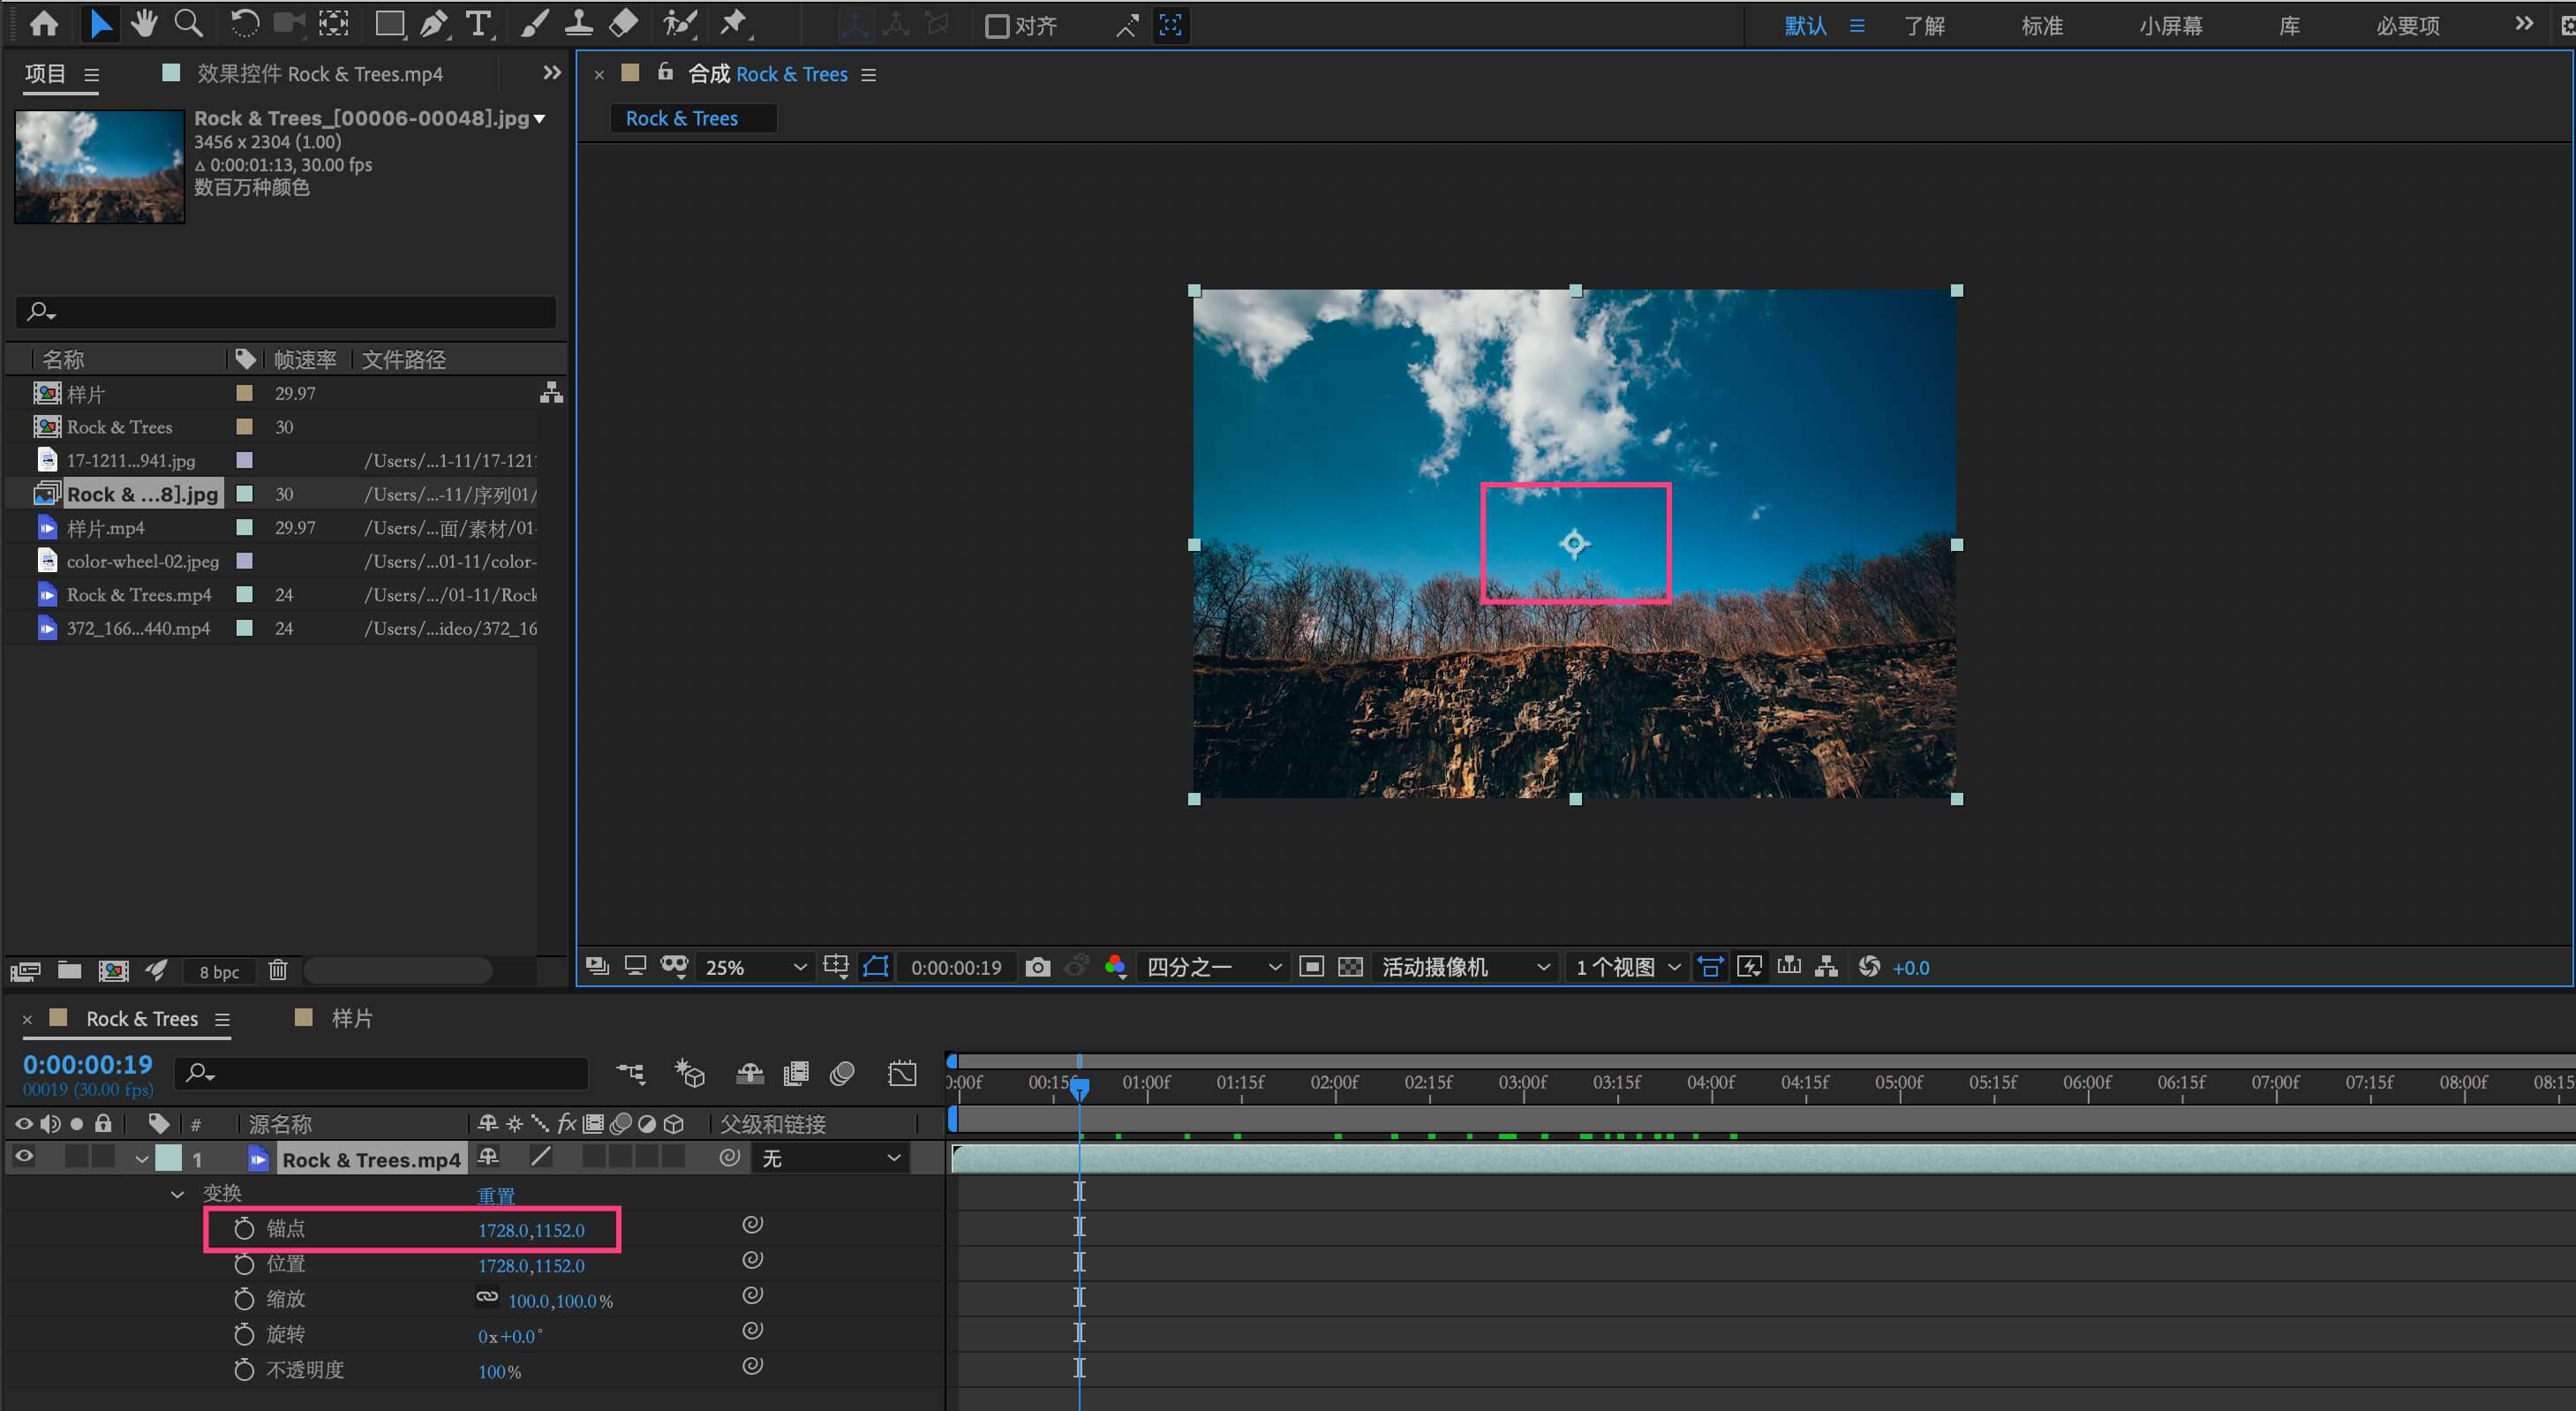 对齐 默认 了解 标准 小屏幕 库 必要项
项目 效果控件 Rock & Trees.mp4
Rock & Trees_[00006-00048].jpg
3456 x 2304 (1.00)
△ 0:00:01:13, 30.00 fps
数百万种颜色
名称 帧速率 文件路径
样片 29.97
Rock & Trees 30
17-1211...941.jpg /Users/...1-11/17-1211
Rock & ...8].jpg 30 /Users/...-11/序列01/
样片.mp4 29.97 /Users/...面/素材/01-
color-wheel-02.jpeg /Users/...01-11/color-
Rock & Trees.mp4 24 /Users/.../01-11/Rock
372_166...440.mp4 24 /Users/...ideo/372_16
8 bpc
合成 Rock & Trees
Rock & Trees
25% 0:00:00:19 四分之一 活动摄像机 1 个视图 +0.0
Rock & Trees 样片
0:00:00:19
00019 (30.00 fps)
0:00f 00:15f 01:00f 01:15f 02:00f 02:15f 03:00f 03:15f 04:00f 04:15f 05:00f 05:15f 06:00f 06:15f 07:00f 07:15f 08:00f 08:15
# 源名称 fx 父级和链接
1 Rock & Trees.mp4 无
变换 重置
锚点 1728.0,1152.0
位置 1728.0,1152.0
缩放 100.0,100.0%
旋转 0x+0.0°
不透明度 100%